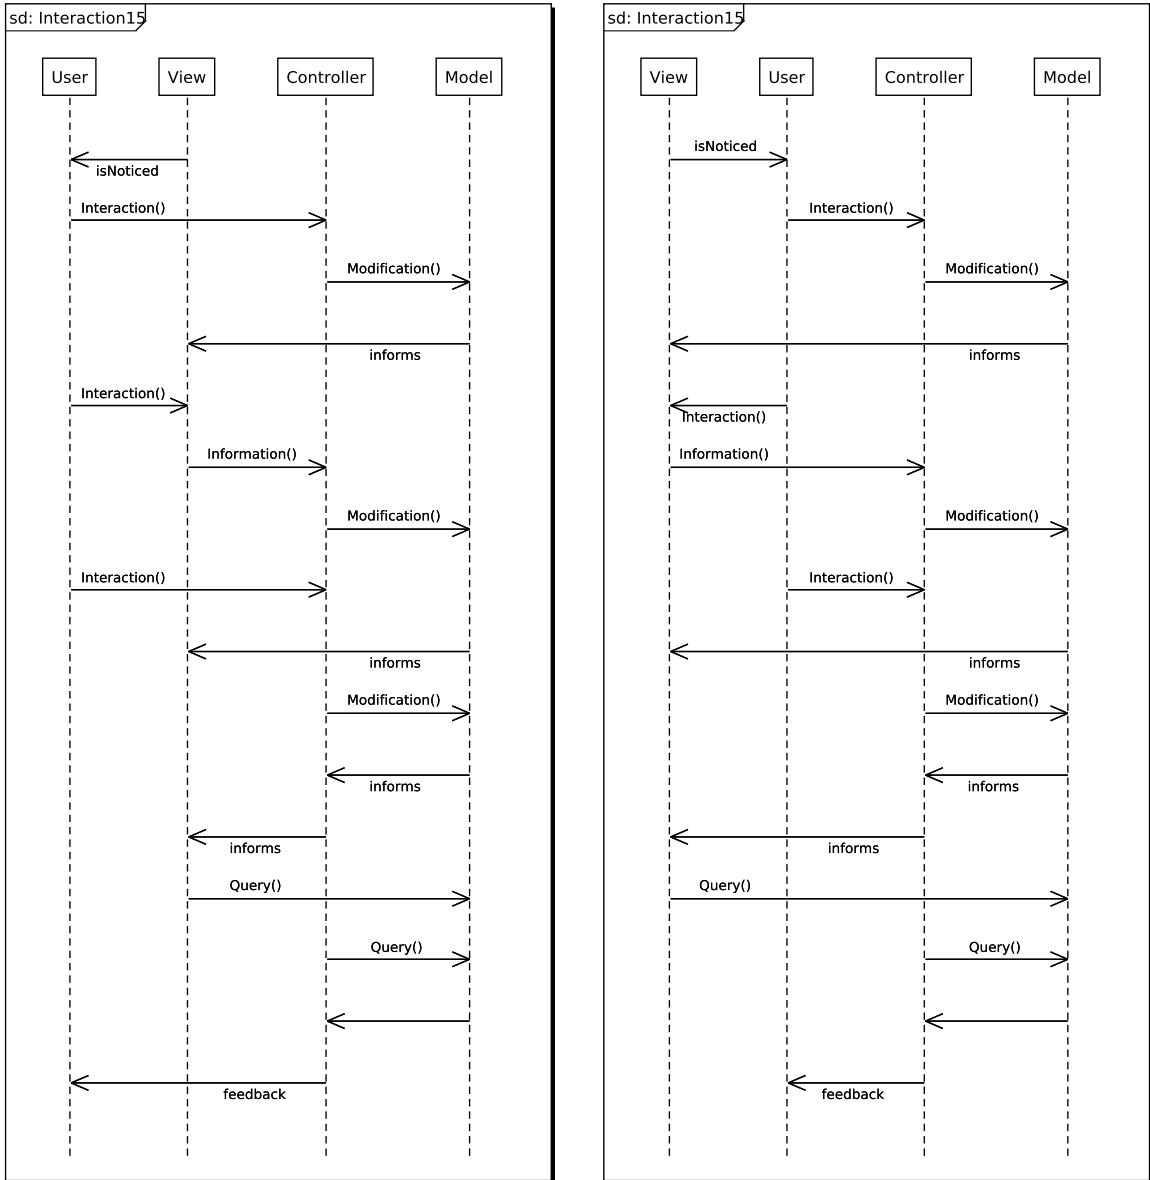 sd: Interaction15
User
View
Controller
Model
isNoticed
Interaction()
Modification()
informs
Interaction()
Information()
Modification()
Interaction()
informs
Modification()
informs
informs
Query()
Query()
feedback
sd: Interaction15
View
User
Controller
Model
isNoticed
Interaction()
Modification()
informs
Interaction()
Information()
Modification()
Interaction()
informs
Modification()
informs
informs
Query()
Query()
feedback